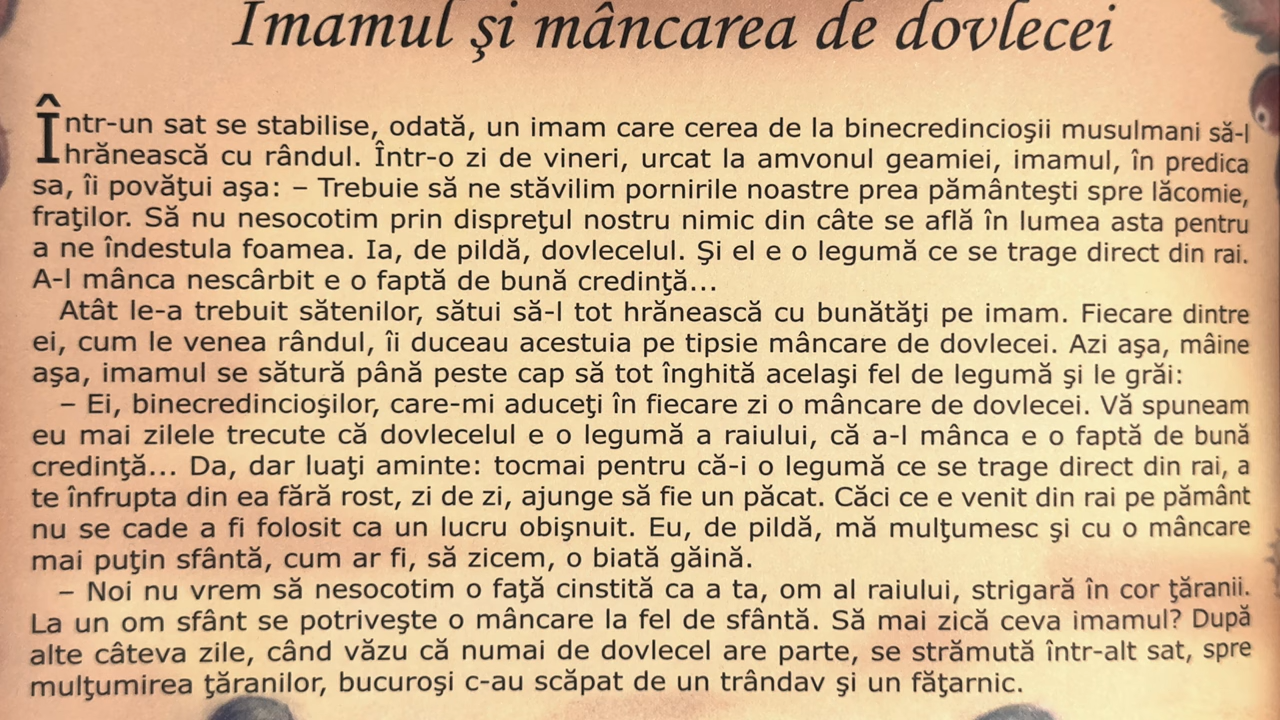 Imamul şi mâncarea de dovlecei
Într-un sat se stabilise, odată, un imam care cerea de la binecredincioşii musulmani să-l
hrănească cu rândul. Într-o zi de vineri, urcat la amvonul geamiei, imamul, în predica
sa, îi povăţui aşa: – Trebuie să ne stăvilim pornirile noastre prea pământeşti spre lăcomie,
fraţilor. Să nu nesocotim prin dispreţul nostru nimic din câte se află în lumea asta pentru
a ne îndestula foamea. Ia, de pildă, dovlecelul. Şi el e o legumă ce se trage direct din rai.
A-l mânca nescârbit e o faptă de bună credinţă...
Atât le-a trebuit sătenilor, sătui să-l tot hrănească cu bunătăţi pe imam. Fiecare dintre
ei, cum le venea rândul, îi duceau acestuia pe tipsie mâncare de dovlecei. Azi aşa, mâine
aşa, imamul se sătură până peste cap să tot înghită acelaşi fel de legumă şi le grăi:
– Ei, binecredincioşilor, care-mi aduceţi în fiecare zi o mâncare de dovlecei. Vă spuneam
eu mai zilele trecute că dovlecelul e o legumă a raiului, că a-l mânca e o faptă de bună
credinţă... Da, dar luaţi aminte: tocmai pentru că-i o legumă ce se trage direct din rai, a
te înfrupta din ea fără rost, zi de zi, ajunge să fie un păcat. Căci ce e venit din rai pe pământ
nu se cade a fi folosit ca un lucru obişnuit. Eu, de pildă, mă mulţumesc şi cu o mâncare
mai puţin sfântă, cum ar fi, să zicem, o biată găină.
– Noi nu vrem să nesocotim o faţă cinstită ca a ta, om al raiului, strigară în cor ţăranii.
La un om sfânt se potriveşte o mâncare la fel de sfântă. Să mai zică ceva imamul? După
alte câteva zile, când văzu că numai de dovlecel are parte, se strămută într-alt sat, spre
mulţumirea ţăranilor, bucuroşi c-au scăpat de un trândav şi un făţarnic.